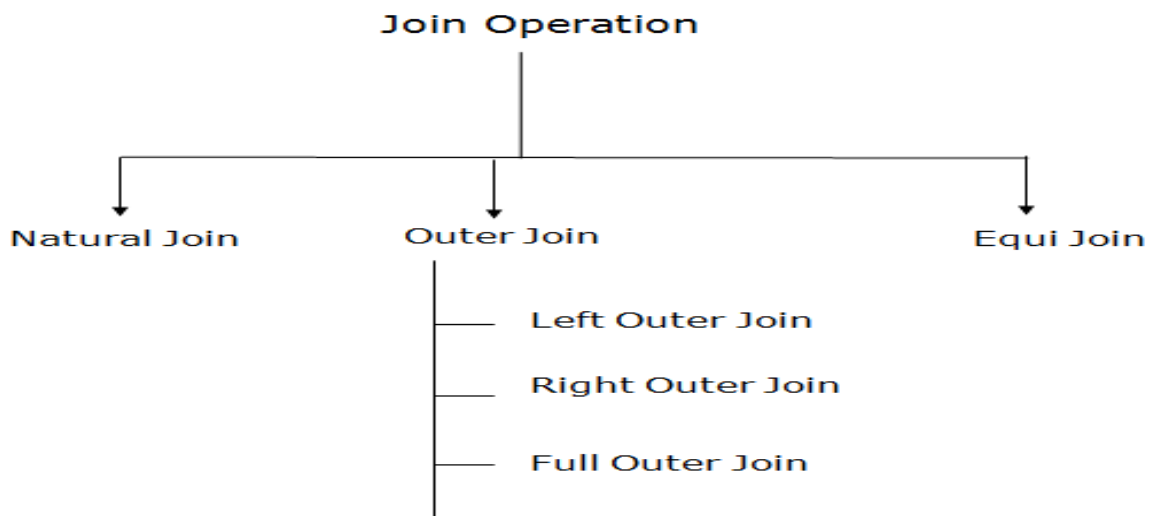 Join Operation
Natural Join
Outer Join
Equi Join
Left Outer Join
Right Outer Join
Full Outer Join